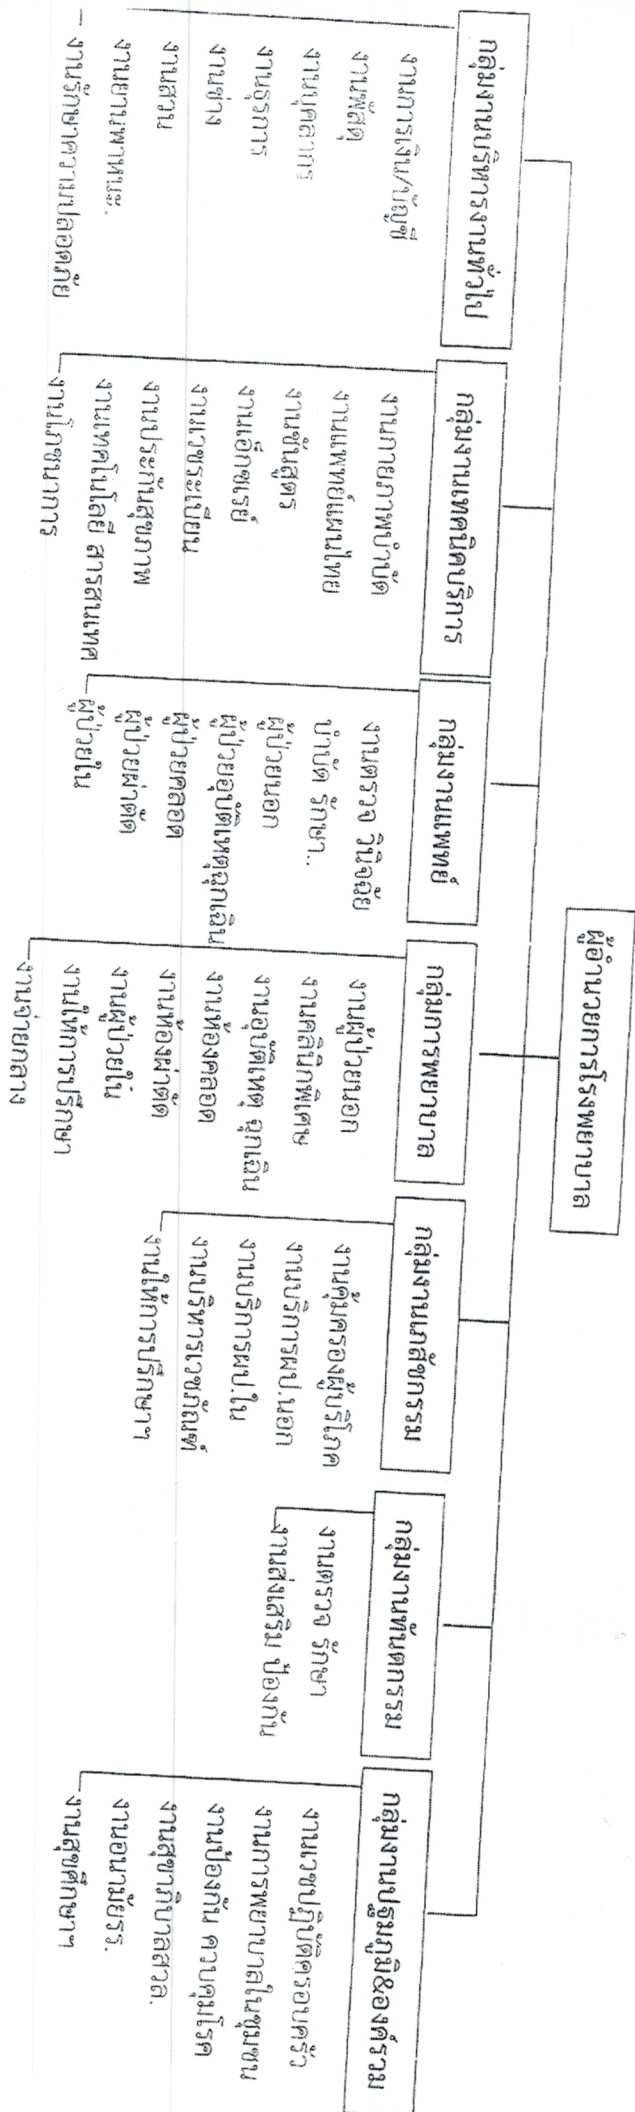 ผู้อำนวยการโรงพยาบาล
กลุ่มงานบริหารงานทั่วไป
งานการเงิน/บัญชี
งานพัสดุ
งานบุคลากร
งานธุรการ
งานช่าง
งานสวน
งานยานพาหนะ.
งานรักษาความปลอดภัย
กลุ่มงานเทคนิคบริการ
งานกายภาพบำบัด
งานแพทย์แผนไทย
งานชันสูตร
งานเอ็กซเรย์
งานเวชระเบียน
งานประกันสุขภาพ
งานเทคโนโลยี สารสนเทศ
งานโภชนาการ
กลุ่มงานแพทย์
งานตรวจ วินิจฉัย
บำบัด รักษา..
ผู้ป่วยนอก
ผู้ป่วยอุบัติเหตุฉุกเฉิน
ผู้ป่วยคลอด
ผู้ป่วยผ่าตัด
ผู้ป่วยใน
กลุ่มการพยาบาล
งานผู้ป่วยนอก
งานคลินิกพิเศษ
งานอุบัติเหตุ ฉุกเฉิน
งานห้องคลอด
งานห้องผ่าตัด
งานผู้ป่วยใน
งานให้การปรึกษา
งานจ่ายกลาง
กลุ่มงานเภสัชกรรม
งานคุ้มครองผู้บริโภค
งานบริการผป.นอก
งานบริการผป.ใน
งานบริหารเวชภัณฑ์
งานให้การปรึกษาฯ
กลุ่มงานทันตกรรม
งานตรวจ รักษา
งานส่งเสริม ป้องกัน
กลุ่มงานปฐมภูมิ&องค์รวม
งานเวชปฏิบัติครอบครัว
งานการพยาบาลในชุมชน
งานป้องกัน ควบคุมโรค
งานสุขาภิบาลสวล.
งานอนามัยรร.
งานสุขศึกษาฯ